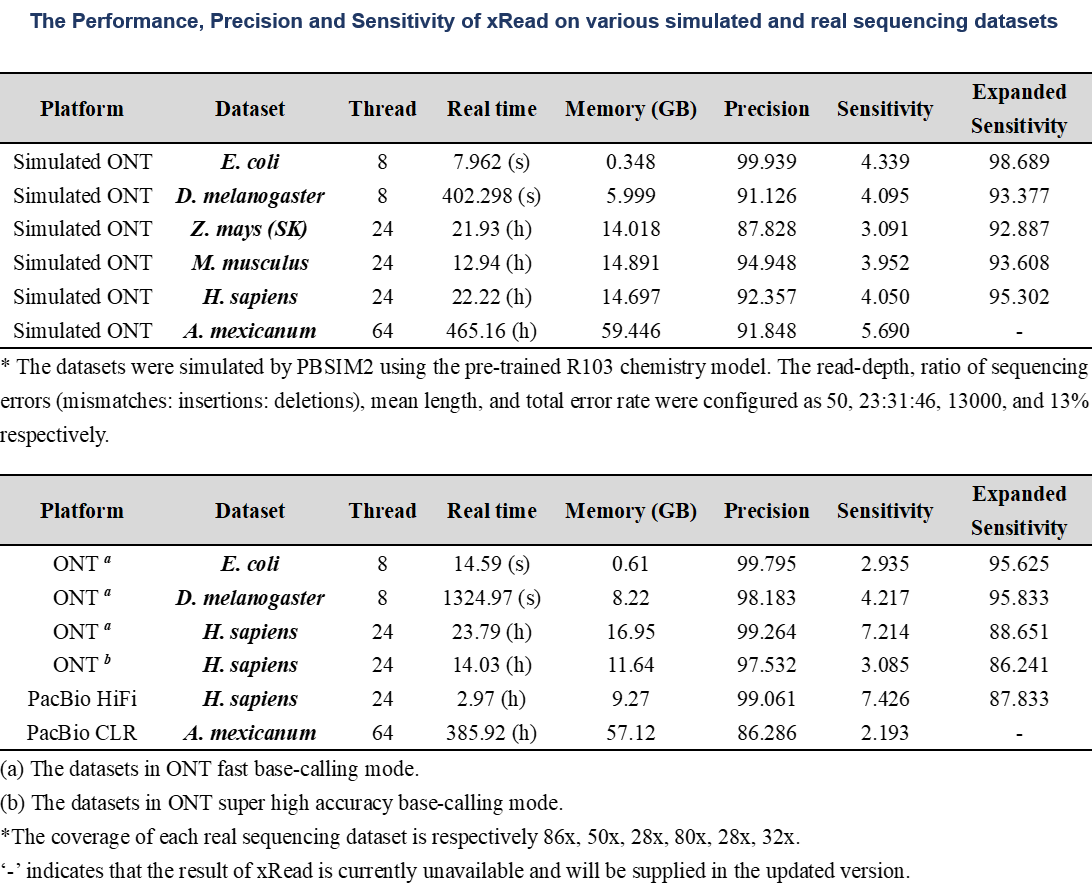 The Performance, Precision and Sensitivity of xRead on various simulated and real sequencing datasets
Platform Dataset Thread Real time Memory (GB) Precision Sensitivity Expanded Sensitivity
Simulated ONT E. coli 8 7.962 (s) 0.348 99.939 4.339 98.689
Simulated ONT D. melanogaster 8 402.298 (s) 5.999 91.126 4.095 93.377
Simulated ONT Z. mays (SK) 24 21.93 (h) 14.018 87.828 3.091 92.887
Simulated ONT M. musculus 24 12.94 (h) 14.891 94.948 3.952 93.608
Simulated ONT H. sapiens 24 22.22 (h) 14.697 92.357 4.050 95.302
Simulated ONT A. mexicanum 64 465.16 (h) 59.446 91.848 5.690 -
* The datasets were simulated by PBSIM2 using the pre-trained R103 chemistry model. The read-depth, ratio of sequencing
errors (mismatches: insertions: deletions), mean length, and total error rate were configured as 50, 23:31:46, 13000, and 13%
respectively.
Platform Dataset Thread Real time Memory (GB) Precision Sensitivity Expanded Sensitivity
ONT a E. coli 8 14.59 (s) 0.61 99.795 2.935 95.625
ONT a D. melanogaster 8 1324.97 (s) 8.22 98.183 4.217 95.833
ONT a H. sapiens 24 23.79 (h) 16.95 99.264 7.214 88.651
ONT b H. sapiens 24 14.03 (h) 11.64 97.532 3.085 86.241
PacBio HiFi H. sapiens 24 2.97 (h) 9.27 99.061 7.426 87.833
PacBio CLR A. mexicanum 64 385.92 (h) 57.12 86.286 2.193 -
(a) The datasets in ONT fast base-calling mode.
(b) The datasets in ONT super high accuracy base-calling mode.
*The coverage of each real sequencing dataset is respectively 86x, 50x, 28x, 80x, 28x, 32x.
‘-’ indicates that the result of xRead is currently unavailable and will be supplied in the updated version.